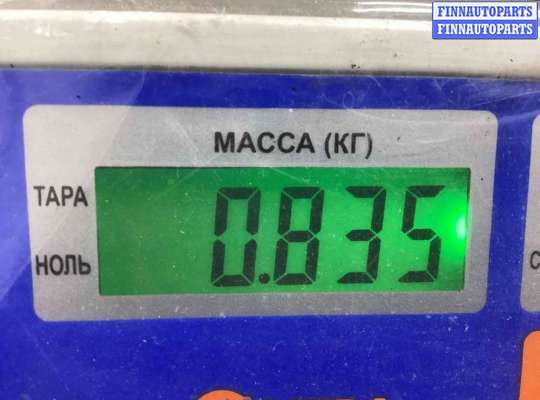 FINNAUTOPARTS
FINNAUTOPARTS
МАССА (КГ)
ТАРА
0.835
НОЛЬ